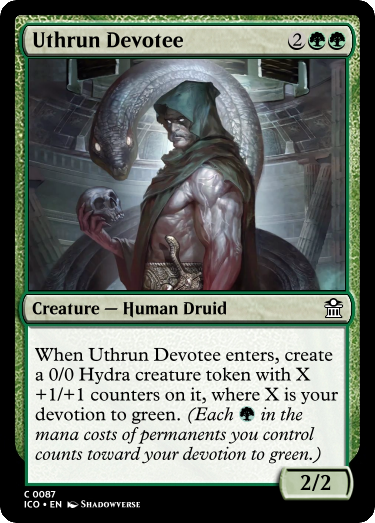 Uthrun Devotee 2
Creature — Human Druid
When Uthrun Devotee enters, create
a 0/0 Hydra creature token with X
+1/+1 counters on it, where X is your
devotion to green. (Each in the
mana costs of permanents you control
counts toward your devotion to green.)
2/2
C 0087
ICO • EN Shadowverse